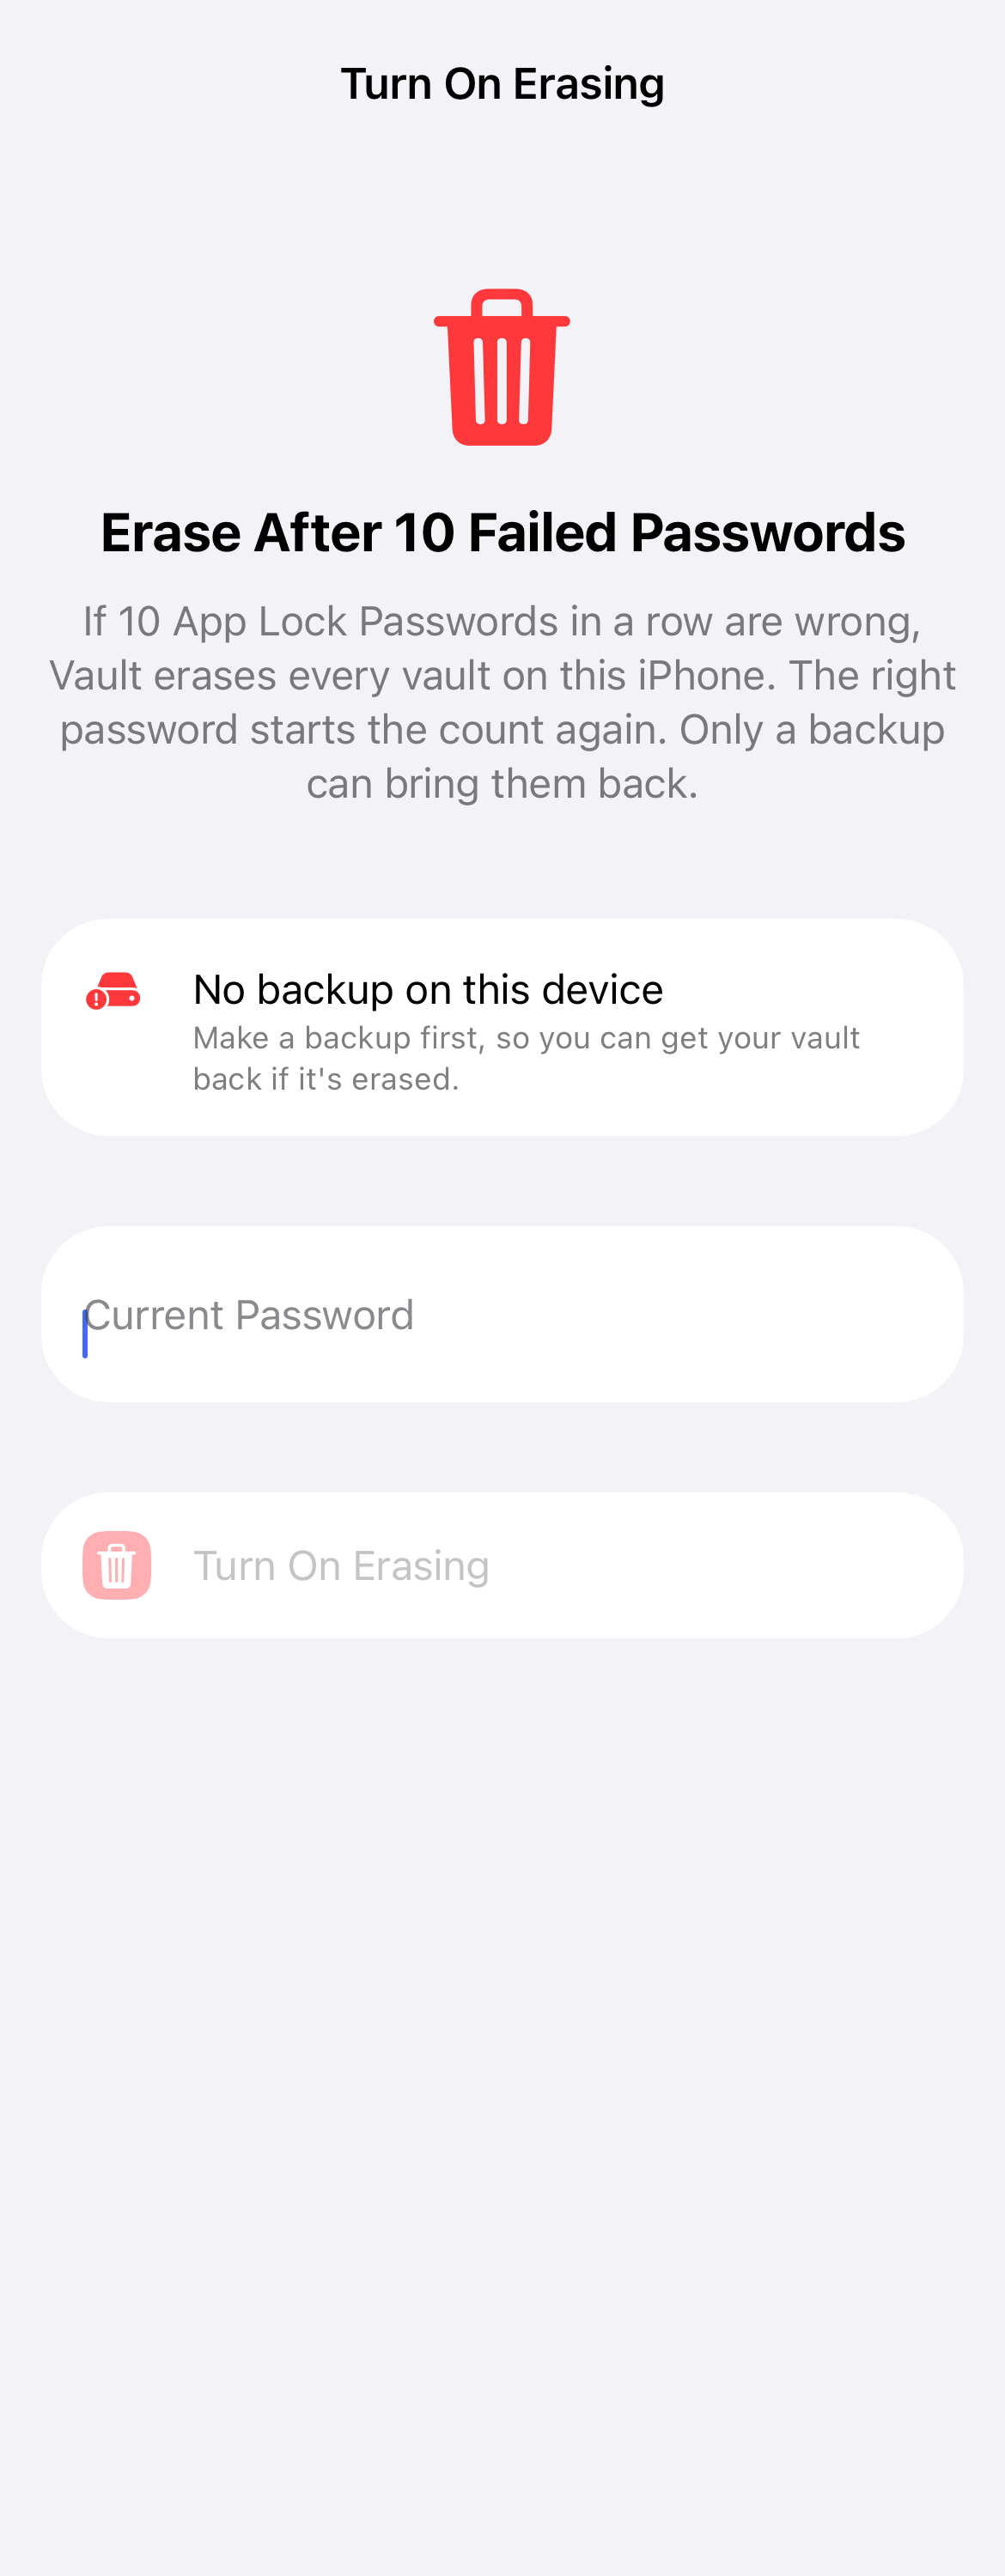 Turn On Erasing
Erase After 10 Failed Passwords
If 10 App Lock Passwords in a row are wrong,
Vault erases every vault on this iPhone. The right
password starts the count again. Only a backup
can bring them back.
No backup on this device
Make a backup first, so you can get your vault
back if it's erased.
Current Password
Turn On Erasing